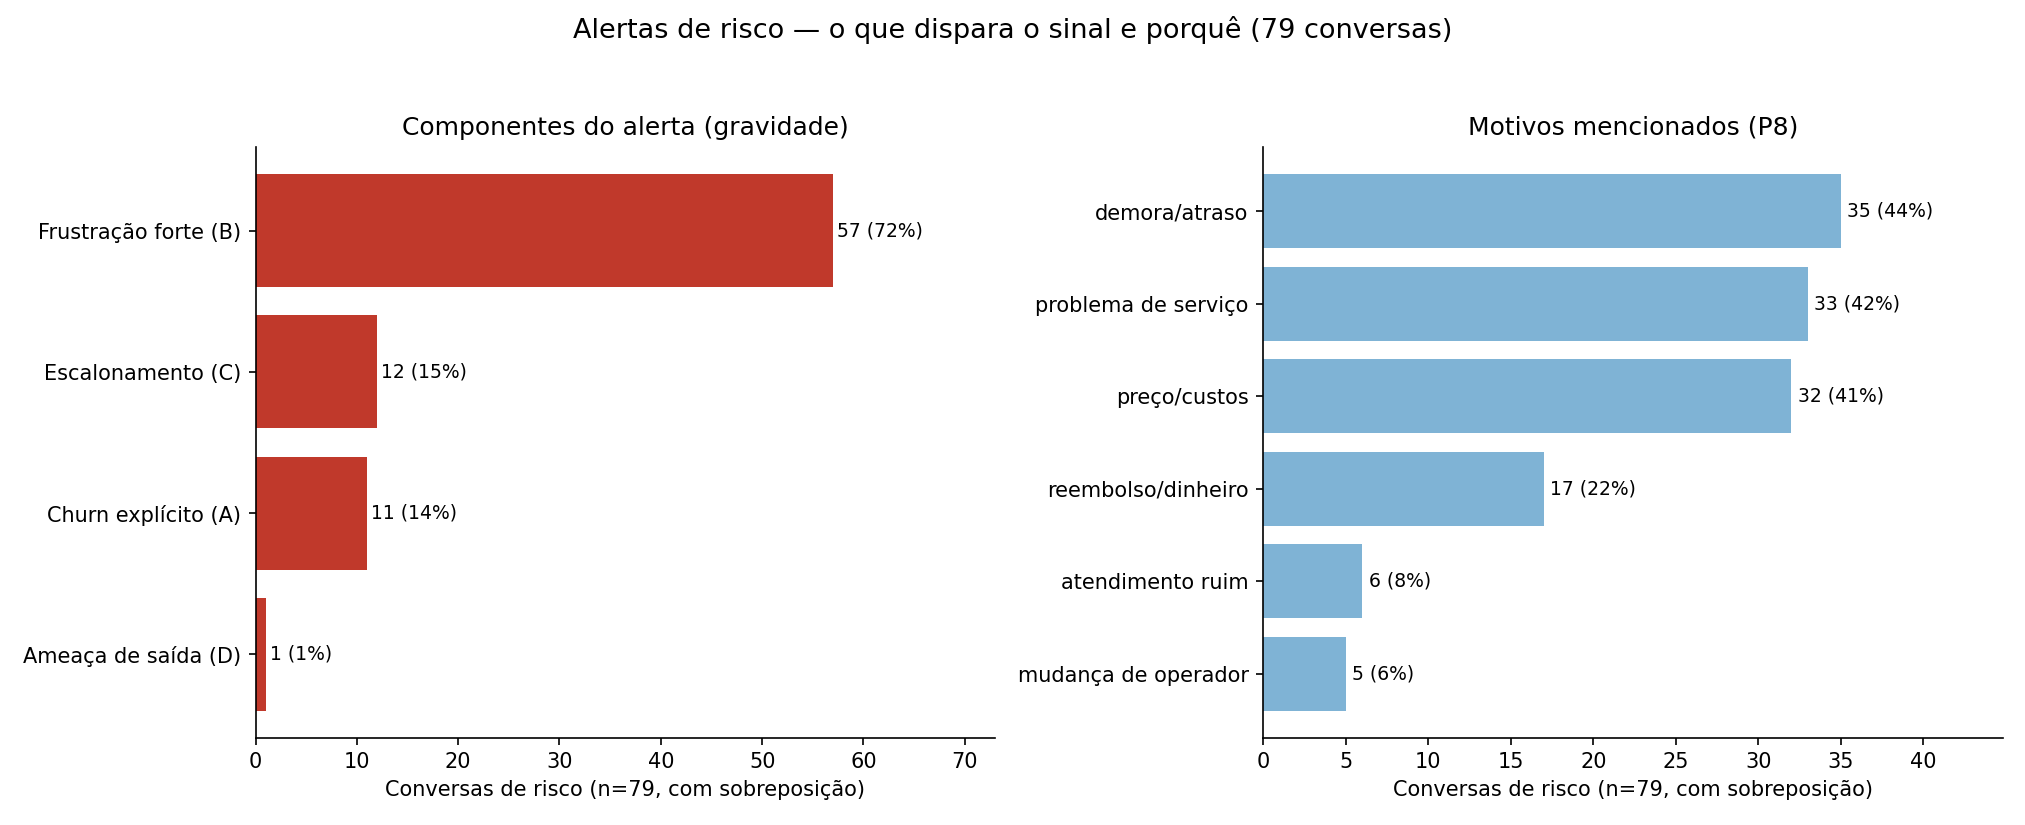 Alertas de risco — o que dispara o sinal e porquê (79 conversas)
Componentes do alerta (gravidade)
Frustração forte (B)
57 (72%)
Escalonamento (C)
12 (15%)
Churn explícito (A)
11 (14%)
Ameaça de saída (D)
1 (1%)
0 10 20 30 40 50 60 70
Conversas de risco (n=79, com sobreposição)
Motivos mencionados (P8)
demora/atraso
35 (44%)
problema de serviço
33 (42%)
preço/custos
32 (41%)
reembolso/dinheiro
17 (22%)
atendimento ruim
6 (8%)
mudança de operador
5 (6%)
0 5 10 15 20 25 30 35 40
Conversas de risco (n=79, com sobreposição)